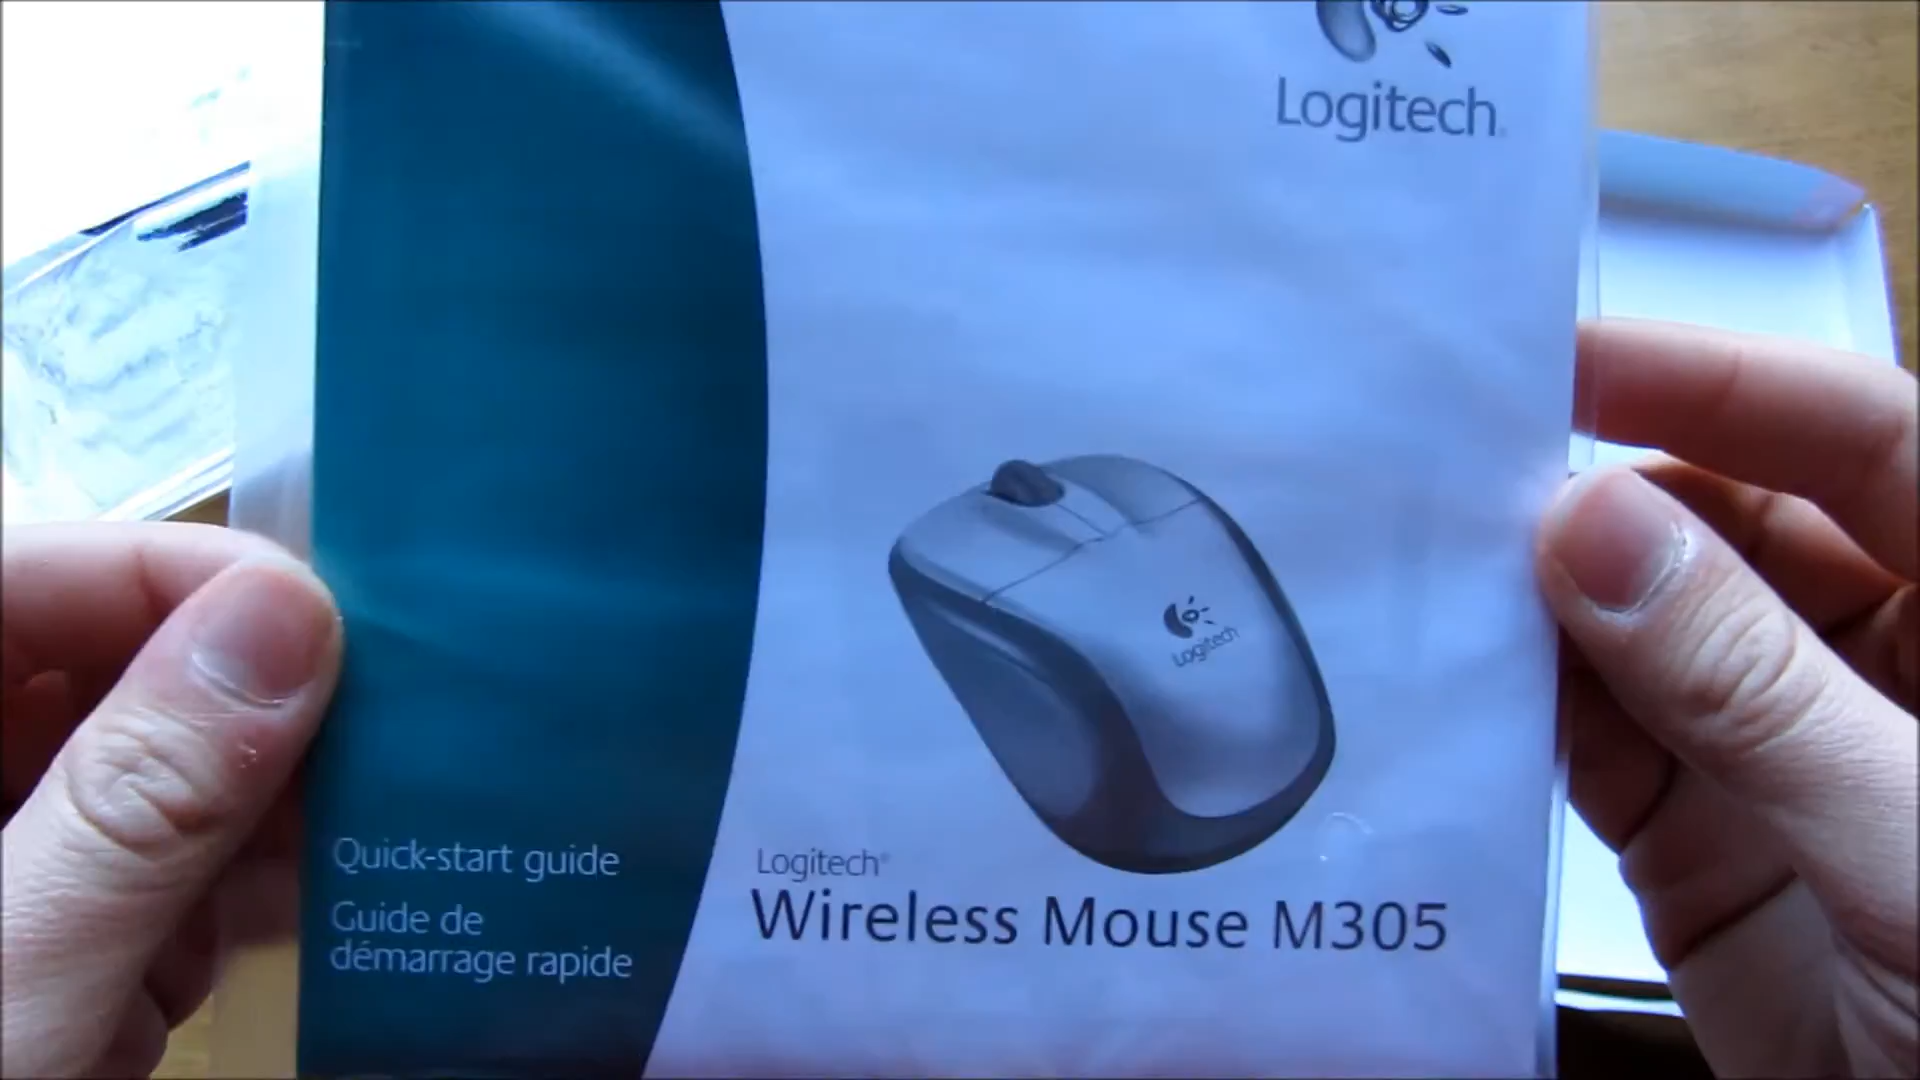 Logitech
Logitech
Quick-start guide
Guide de
démarrage rapide
Logitech®
Wireless Mouse M305